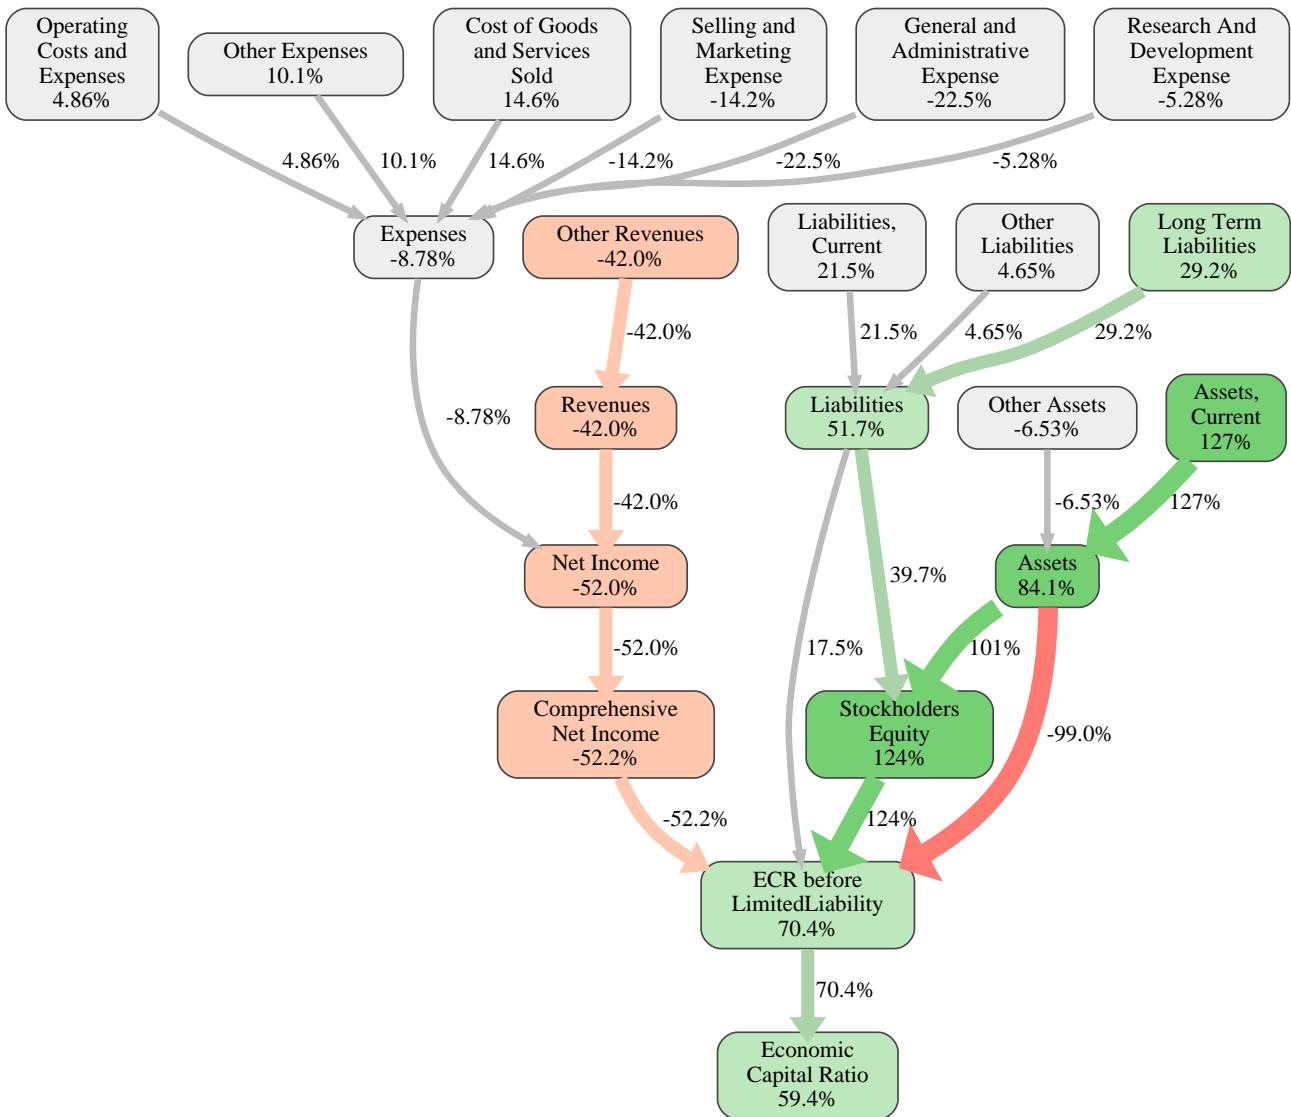 Operating
Costs and
Expenses
4.86%
Other Expenses
10.1%
Cost of Goods
and Services
Sold
14.6%
Selling and
Marketing
Expense
-14.2%
General and
Administrative
Expense
-22.5%
Research And
Development
Expense
-5.28%
4.86%
10.1%
14.6%
-14.2%
-22.5%
-5.28%
Expenses
-8.78%
Other Revenues
-42.0%
Liabilities,
Current
21.5%
Other
Liabilities
4.65%
Long Term
Liabilities
29.2%
-42.0%
21.5%
4.65%
29.2%
-8.78%
Revenues
-42.0%
Liabilities
51.7%
Other Assets
-6.53%
Assets,
Current
127%
-42.0%
-6.53%
127%
Net Income
-52.0%
39.7%
Assets
84.1%
-52.0%
17.5%
101%
Comprehensive
Net Income
-52.2%
Stockholders
Equity
124%
-99.0%
-52.2%
124%
ECR before
LimitedLiability
70.4%
70.4%
Economic
Capital Ratio
59.4%